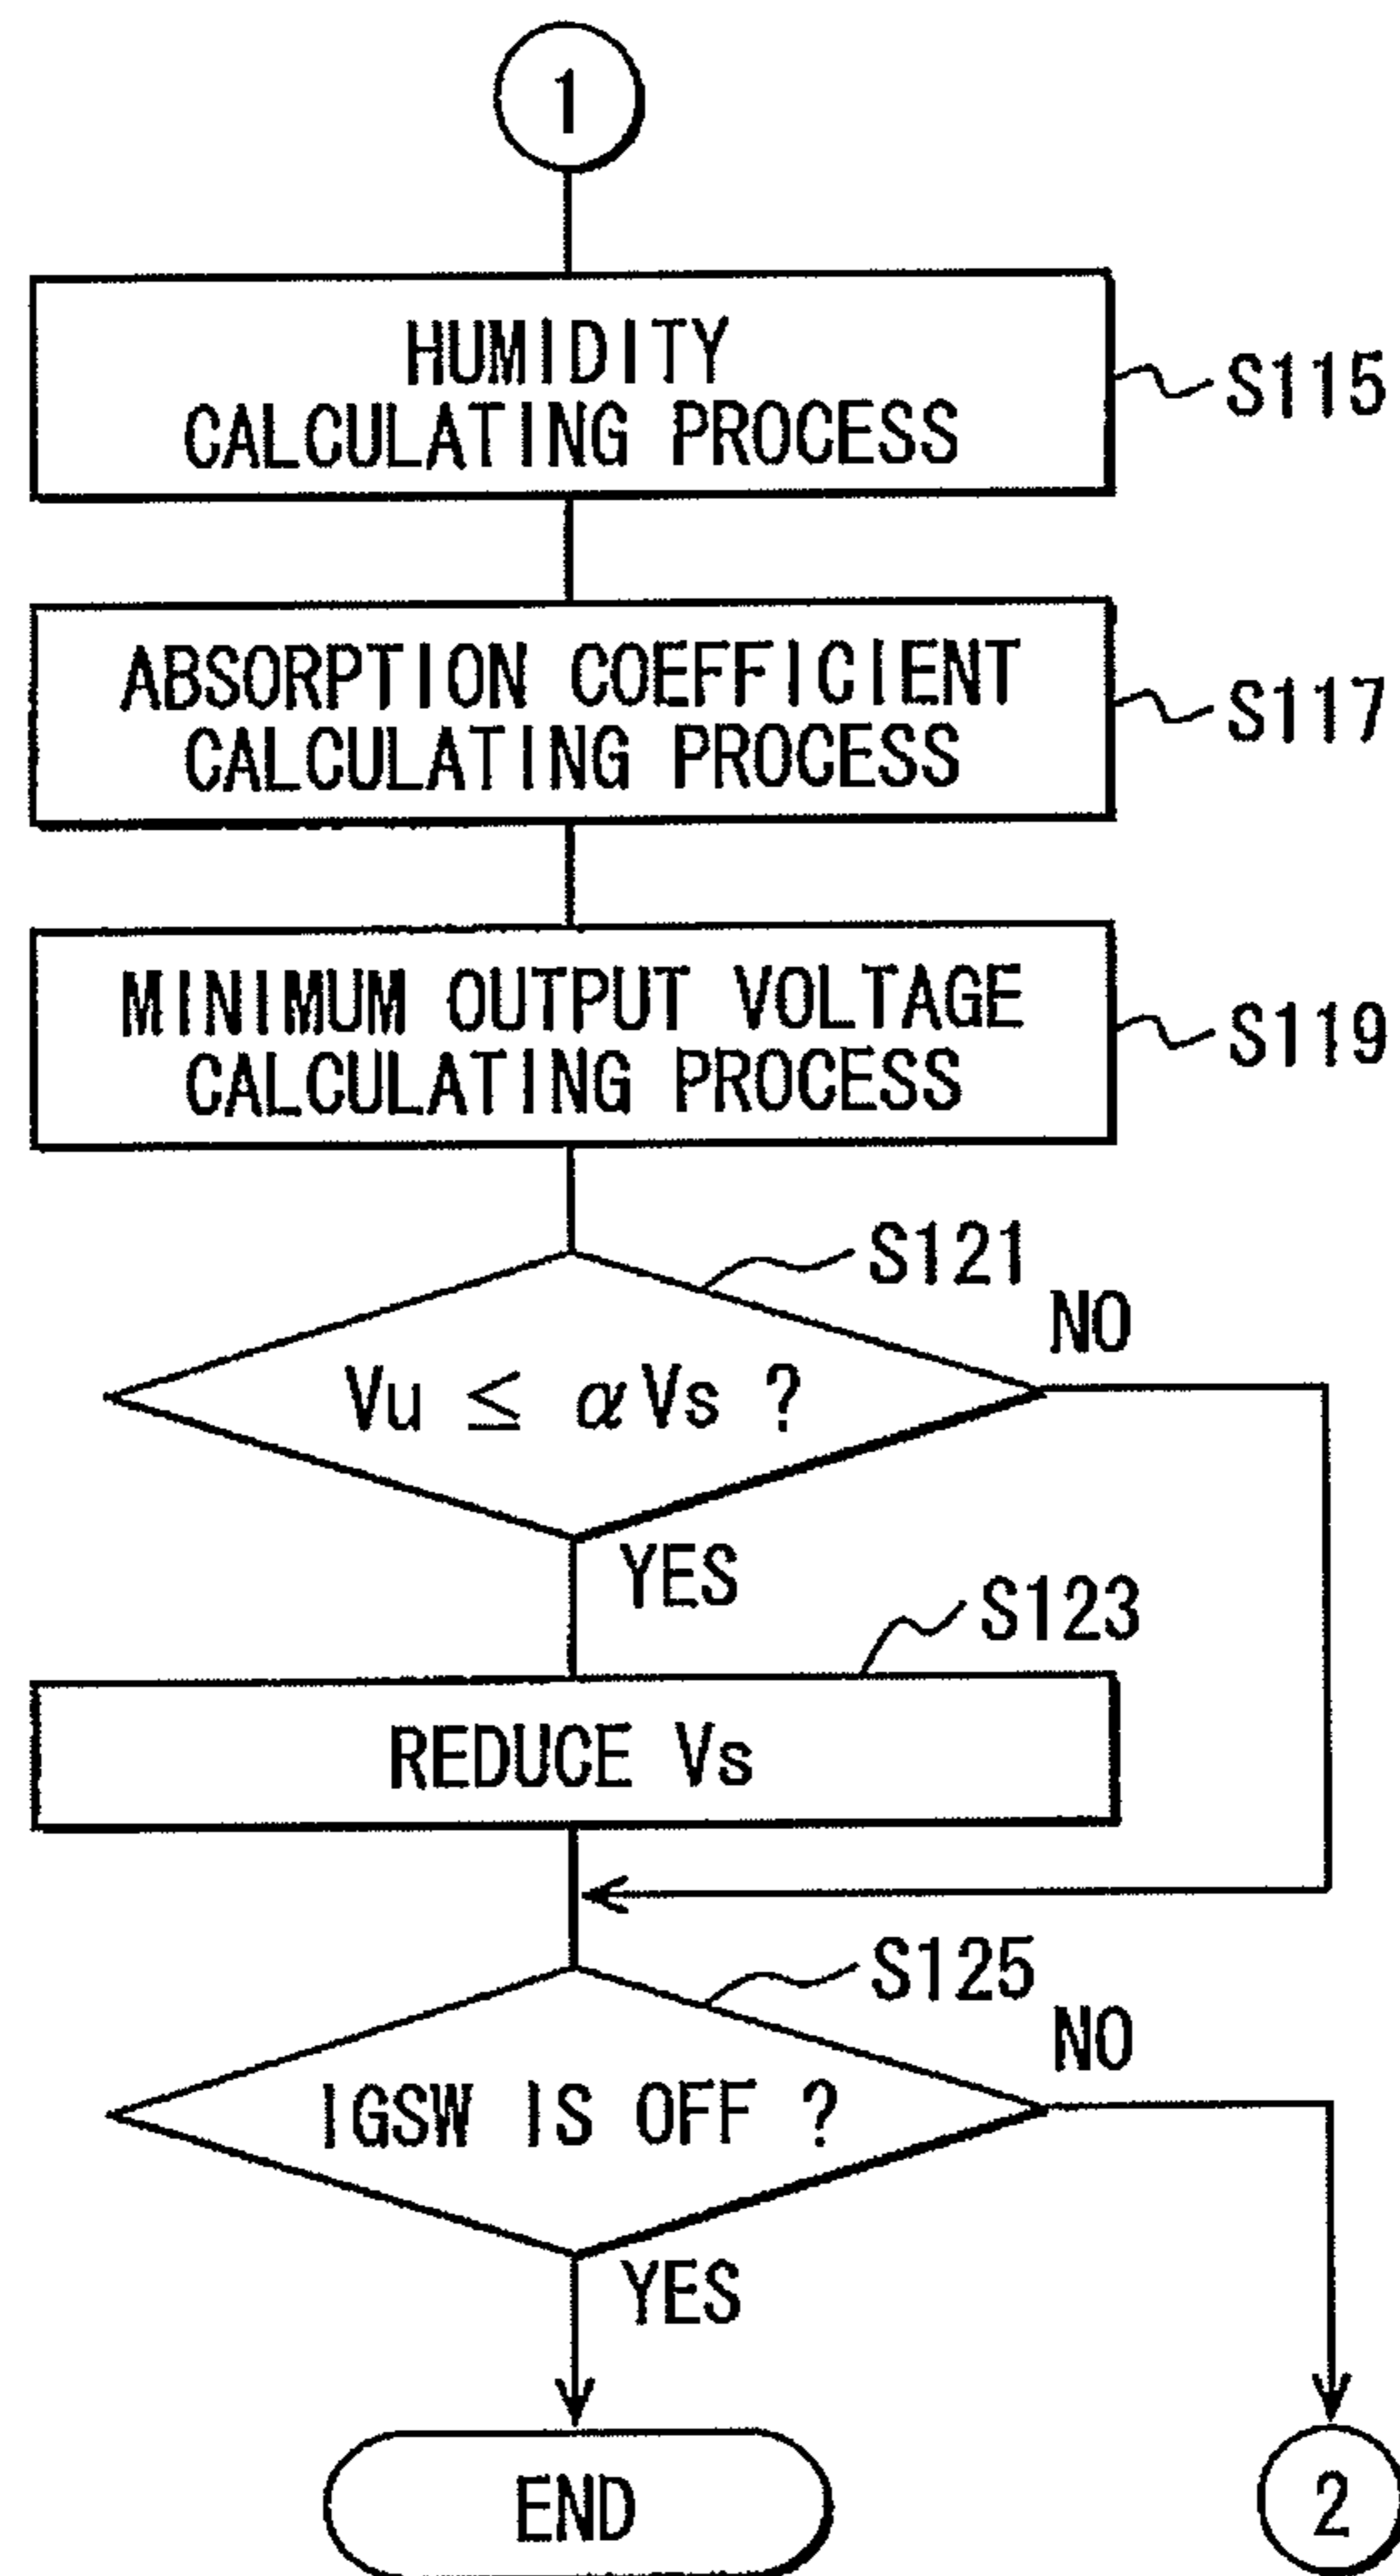 1
HUMIDITY
CALCULATING PROCESS
S115
ABSORPTION COEFFICIENT
CALCULATING PROCESS
S117
MINIMUM OUTPUT VOLTAGE
CALCULATING PROCESS
S119
S121
NO
Vu ≤ αVs ?
YES
S123
REDUCE Vs
S125
NO
IGSW IS OFF ?
YES
END
2